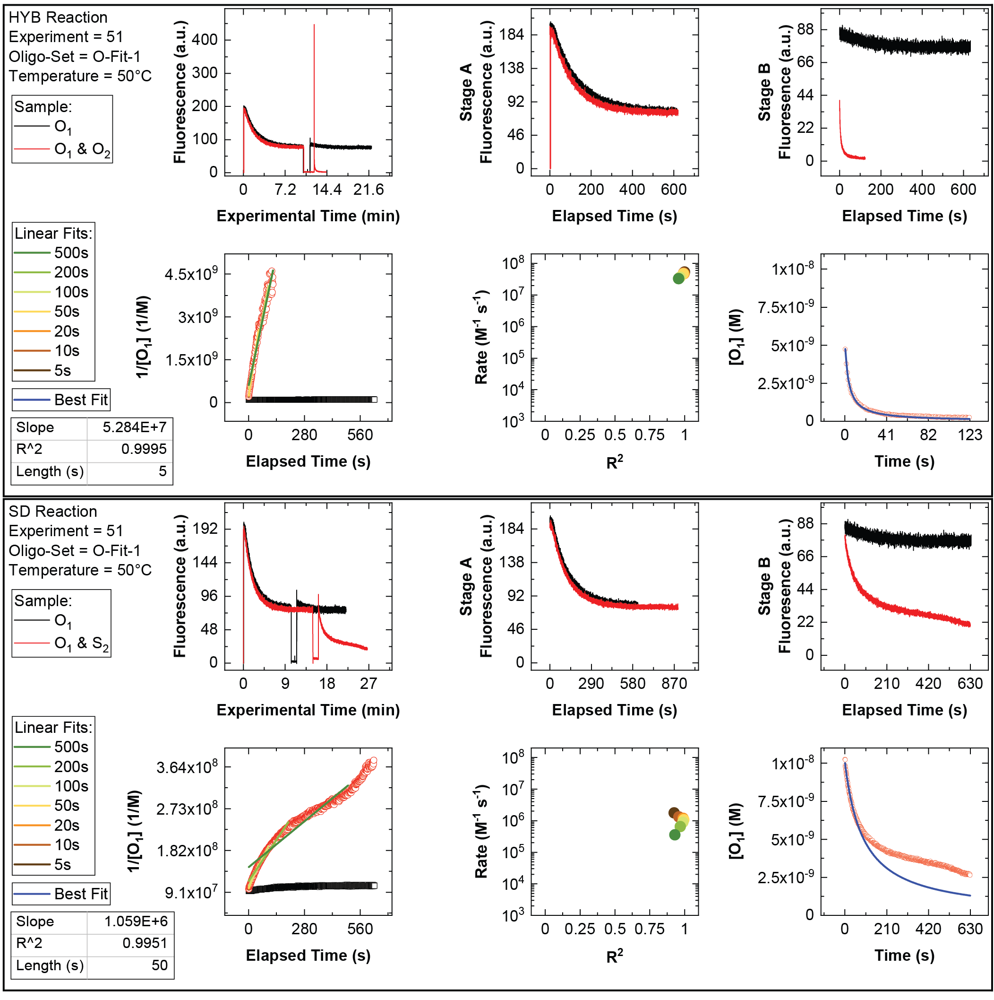 HYB Reaction
Experiment = 51
Oligo-Set = O-Fit-1
Temperature = 50°C
Sample:
O1
O1 & O2
Fluorescence (a.u.)
400
300
200
100
0
0 7.2 14.4 21.6
Experimental Time (min)
Stage A
Fluorescence (a.u.)
184
138
92
46
0
0 200 400 600
Elapsed Time (s)
Stage B
Fluoresence (a.u.)
88
66
44
22
0
0 200 400 600
Elapsed Time (s)
Linear Fits:
500s
200s
100s
50s
20s
10s
5s
Best Fit
Slope 5.284E+7
R^2 0.9995
Length (s) 5
1/[O1] (1/M)
4.5x10^9
3x10^9
1.5x10^9
0
0 280 560
Elapsed Time (s)
Rate (M^-1 s^-1)
10^8
10^7
10^6
10^5
10^4
10^3
0 0.25 0.5 0.75 1
R^2
[O1] (M)
1x10^-8
7.5x10^-9
5x10^-9
2.5x10^-9
0
0 41 82 123
Time (s)
SD Reaction
Experiment = 51
Oligo-Set = O-Fit-1
Temperature = 50°C
Sample:
O1
O1 & S2
Fluorescence (a.u.)
192
144
96
48
0
0 9 18 27
Experimental Time (min)
Stage A
Fluorescence (a.u.)
184
138
92
46
0
0 290 580 870
Elapsed Time (s)
Stage B
Fluoresence (a.u.)
88
66
44
22
0
0 210 420 630
Elapsed Time (s)
Linear Fits:
500s
200s
100s
50s
20s
10s
5s
Best Fit
Slope 1.059E+6
R^2 0.9951
Length (s) 50
1/[O1] (1/M)
3.64x10^8
2.73x10^8
1.82x10^8
9.1x10^7
0 280 560
Elapsed Time (s)
Rate (M^-1 s^-1)
10^8
10^7
10^6
10^5
10^4
10^3
0 0.25 0.5 0.75 1
R^2
[O1] (M)
1x10^-8
7.5x10^-9
5x10^-9
2.5x10^-9
0
0 210 420 630
Time (s)